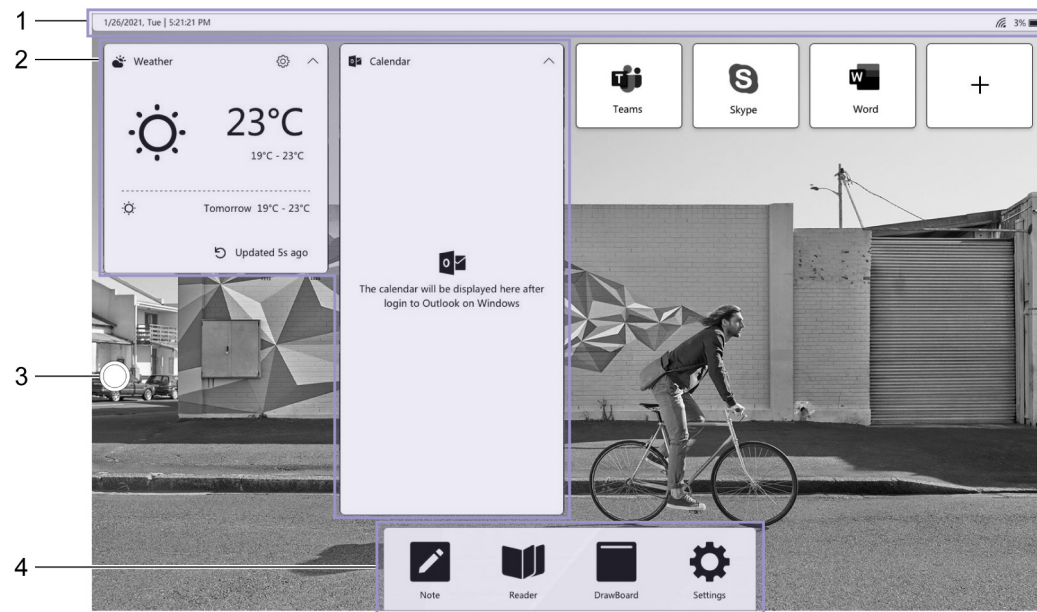 1
1/26/2021, Tue | 5:21:21 PM
3%
2
Weather
23°C
19°C - 23°C
Tomorrow 19°C - 23°C
Updated 5s ago
Calendar
The calendar will be displayed here after
login to Outlook on Windows
Teams
S
Skype
W
Word
+
3
4
Note
Reader
DrawBoard
Settings